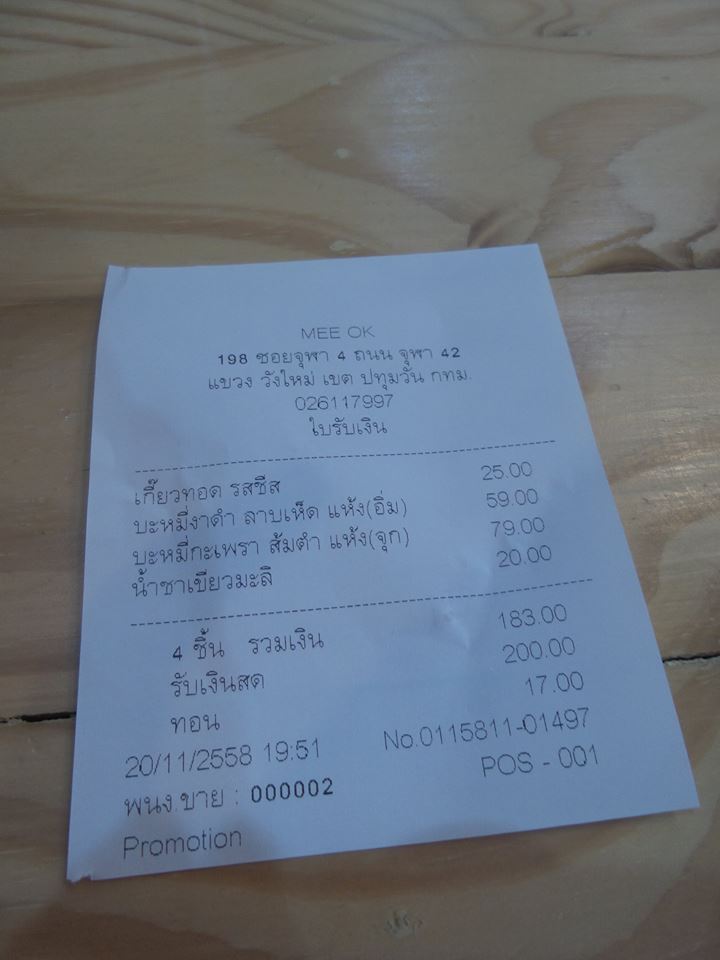 MEE OK
198 ซอยจุฬา 4 ถนน จุฬา 42
แขวง วังใหม่ เขต ปทุมวัน กทม.
026117997
ใบรับเงิน
เกี๊ยวทอด รสชีส 25.00
บะหมี่งาดำ ลาบเห็ด แห้ง(อิ่ม) 59.00
บะหมี่กะเพรา ส้มตำ แห้ง(จุก) 79.00
น้ำชาเขียวมะลิ 20.00
4 ชิ้น รวมเงิน 183.00
รับเงินสด 200.00
ทอน 17.00
20/11/2558 19:51 No.0115811-01497
พนง.ขาย : 000002 POS - 001
Promotion